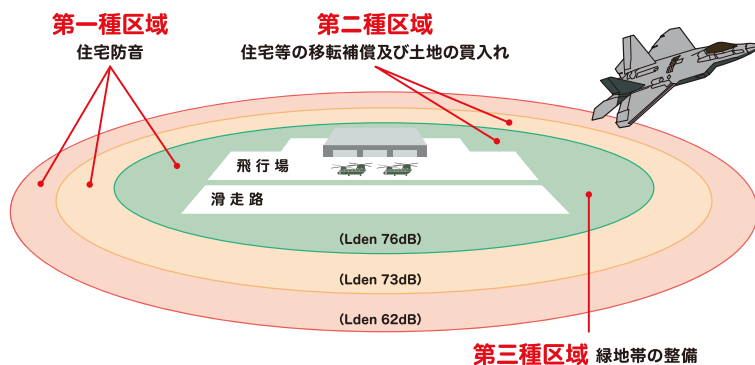 第一種区域
住宅防音
第二種区域
住宅等の移転補償及び土地の買入れ
飛行場
滑走路
(Lden 76dB)
(Lden 73dB)
(Lden 62dB)
第三種区域 緑地帯の整備